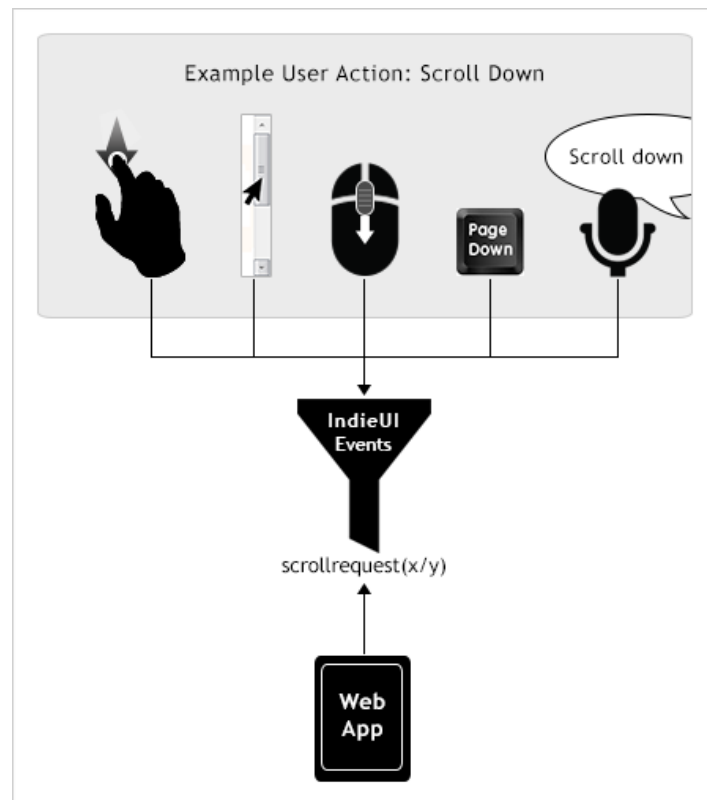 Example User Action: Scroll Down
Scroll down
Page
Down
IndieUI
Events
scrollrequest(x/y)
Web
App